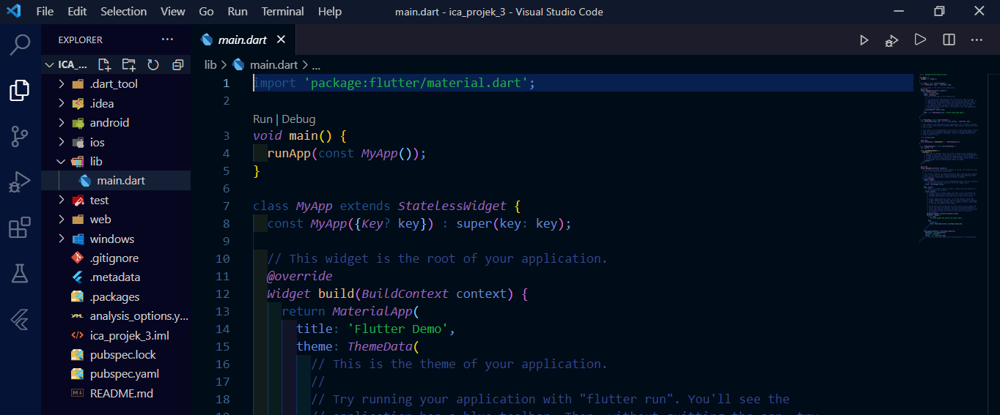 File Edit Selection View Go Run Terminal Help main.dart - ica_projek_3 - Visual Studio Code
EXPLORER
ICA_...
.dart_tool
.idea
android
ios
lib
main.dart
test
web
windows
.gitignore
.metadata
.packages
analysis_options.y...
ica_projek_3.iml
pubspec.lock
pubspec.yaml
README.md
main.dart
lib > main.dart > ...
1 import 'package:flutter/material.dart';
2
Run | Debug
3 void main() {
4 runApp(const MyApp());
5 }
6
7 class MyApp extends StatelessWidget {
8 const MyApp({Key? key}) : super(key: key);
9
10 // This widget is the root of your application.
11 @override
12 Widget build(BuildContext context) {
13 return MaterialApp(
14 title: 'Flutter Demo',
15 theme: ThemeData(
16 // This is the theme of your application.
17 //
18 // Try running your application with "flutter run". You'll see the